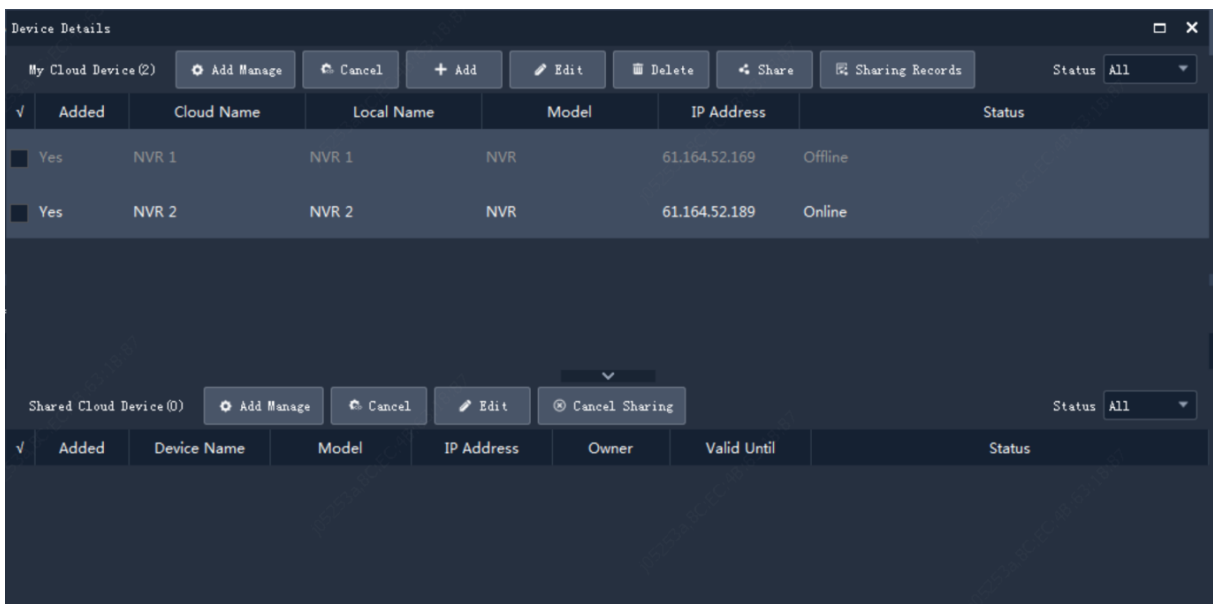 Device Details
My Cloud Device(2) Add Manage Cancel Add Edit Delete Share Sharing Records Status All
√ Added Cloud Name Local Name Model IP Address Status
Yes NVR 1 NVR 1 NVR 61.164.52.169 Offline
Yes NVR 2 NVR 2 NVR 61.164.52.189 Online
Shared Cloud Device(0) Add Manage Cancel Edit Cancel Sharing Status All
√ Added Device Name Model IP Address Owner Valid Until Status